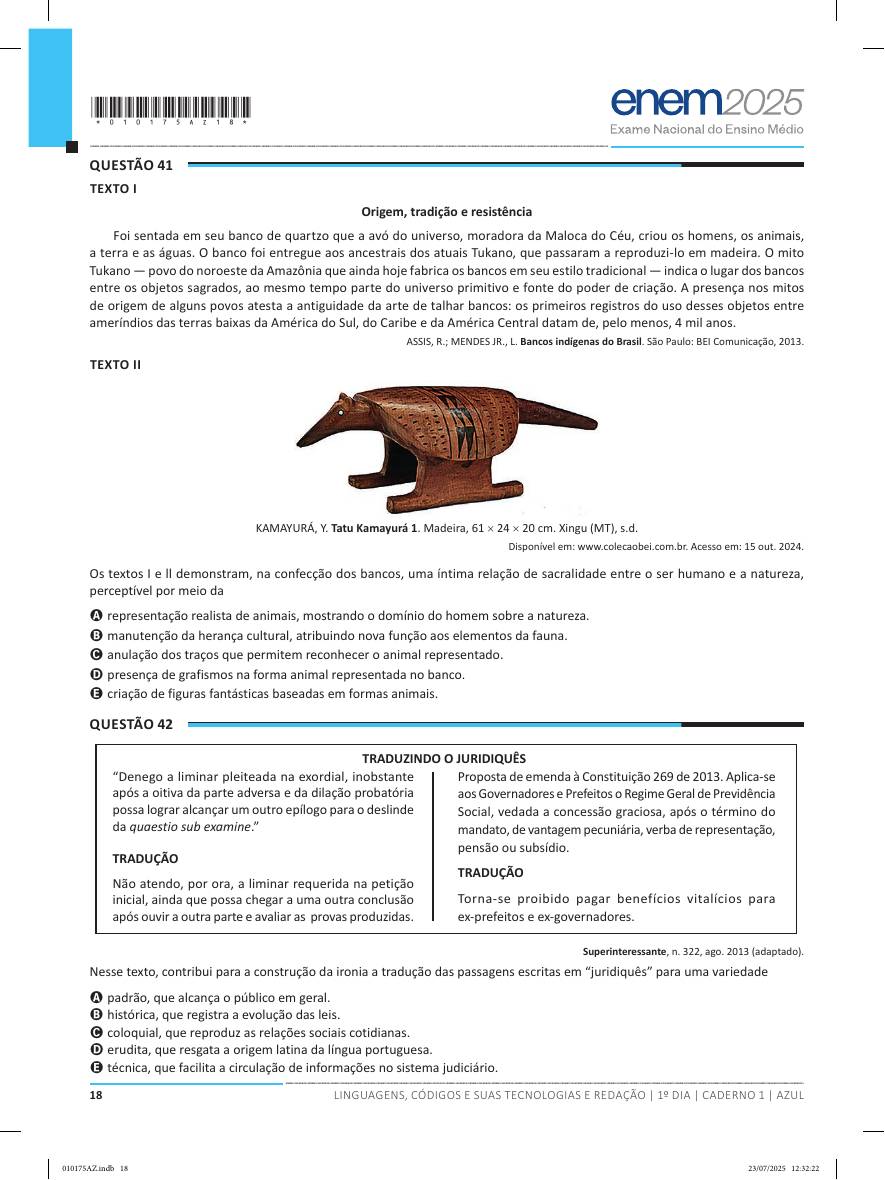 *010175AZ18*
enem2025
Exame Nacional do Ensino Médio
QUESTÃO 41
TEXTO I
Origem, tradição e resistência
Foi sentada em seu banco de quartzo que a avó do universo, moradora da Maloca do Céu, criou os homens, os animais,
a terra e as águas. O banco foi entregue aos ancestrais dos atuais Tukano, que passaram a reproduzi-lo em madeira. O mito
Tukano — povo do noroeste da Amazônia que ainda hoje fabrica os bancos em seu estilo tradicional — indica o lugar dos bancos
entre os objetos sagrados, ao mesmo tempo parte do universo primitivo e fonte do poder de criação. A presença nos mitos
de origem de alguns povos atesta a antiguidade da arte de talhar bancos: os primeiros registros do uso desses objetos entre
ameríndios das terras baixas da América do Sul, do Caribe e da América Central datam de, pelo menos, 4 mil anos.
ASSIS, R.; MENDES JR., L. Bancos indígenas do Brasil. São Paulo: BEI Comunicação, 2013.
TEXTO II
KAMAYURÁ, Y. Tatu Kamayurá 1. Madeira, 61 × 24 × 20 cm. Xingu (MT), s.d.
Disponível em: www.colecaobei.com.br. Acesso em: 15 out. 2024.
Os textos I e ll demonstram, na confecção dos bancos, uma íntima relação de sacralidade entre o ser humano e a natureza,
perceptível por meio da
A representação realista de animais, mostrando o domínio do homem sobre a natureza.
B manutenção da herança cultural, atribuindo nova função aos elementos da fauna.
C anulação dos traços que permitem reconhecer o animal representado.
D presença de grafismos na forma animal representada no banco.
E criação de figuras fantásticas baseadas em formas animais.
QUESTÃO 42
TRADUZINDO O JURIDIQUÊS
“Denego a liminar pleiteada na exordial, inobstante
após a oitiva da parte adversa e da dilação probatória
possa lograr alcançar um outro epílogo para o deslinde
da quaestio sub examine.”
TRADUÇÃO
Não atendo, por ora, a liminar requerida na petição
inicial, ainda que possa chegar a uma outra conclusão
após ouvir a outra parte e avaliar as provas produzidas.
Proposta de emenda à Constituição 269 de 2013. Aplica-se
aos Governadores e Prefeitos o Regime Geral de Previdência
Social, vedada a concessão graciosa, após o término do
mandato, de vantagem pecuniária, verba de representação,
pensão ou subsídio.
TRADUÇÃO
Torna-se proibido pagar benefícios vitalícios para
ex-prefeitos e ex-governadores.
Superinteressante, n. 322, ago. 2013 (adaptado).
Nesse texto, contribui para a construção da ironia a tradução das passagens escritas em “juridiquês” para uma variedade
A padrão, que alcança o público em geral.
B histórica, que registra a evolução das leis.
C coloquial, que reproduz as relações sociais cotidianas.
D erudita, que resgata a origem latina da língua portuguesa.
E técnica, que facilita a circulação de informações no sistema judiciário.
18
LINGUAGENS, CÓDIGOS E SUAS TECNOLOGIAS E REDAÇÃO | 1º DIA | CADERNO 1 | AZUL
010175AZ.indb 18
23/07/2025 12:32:22